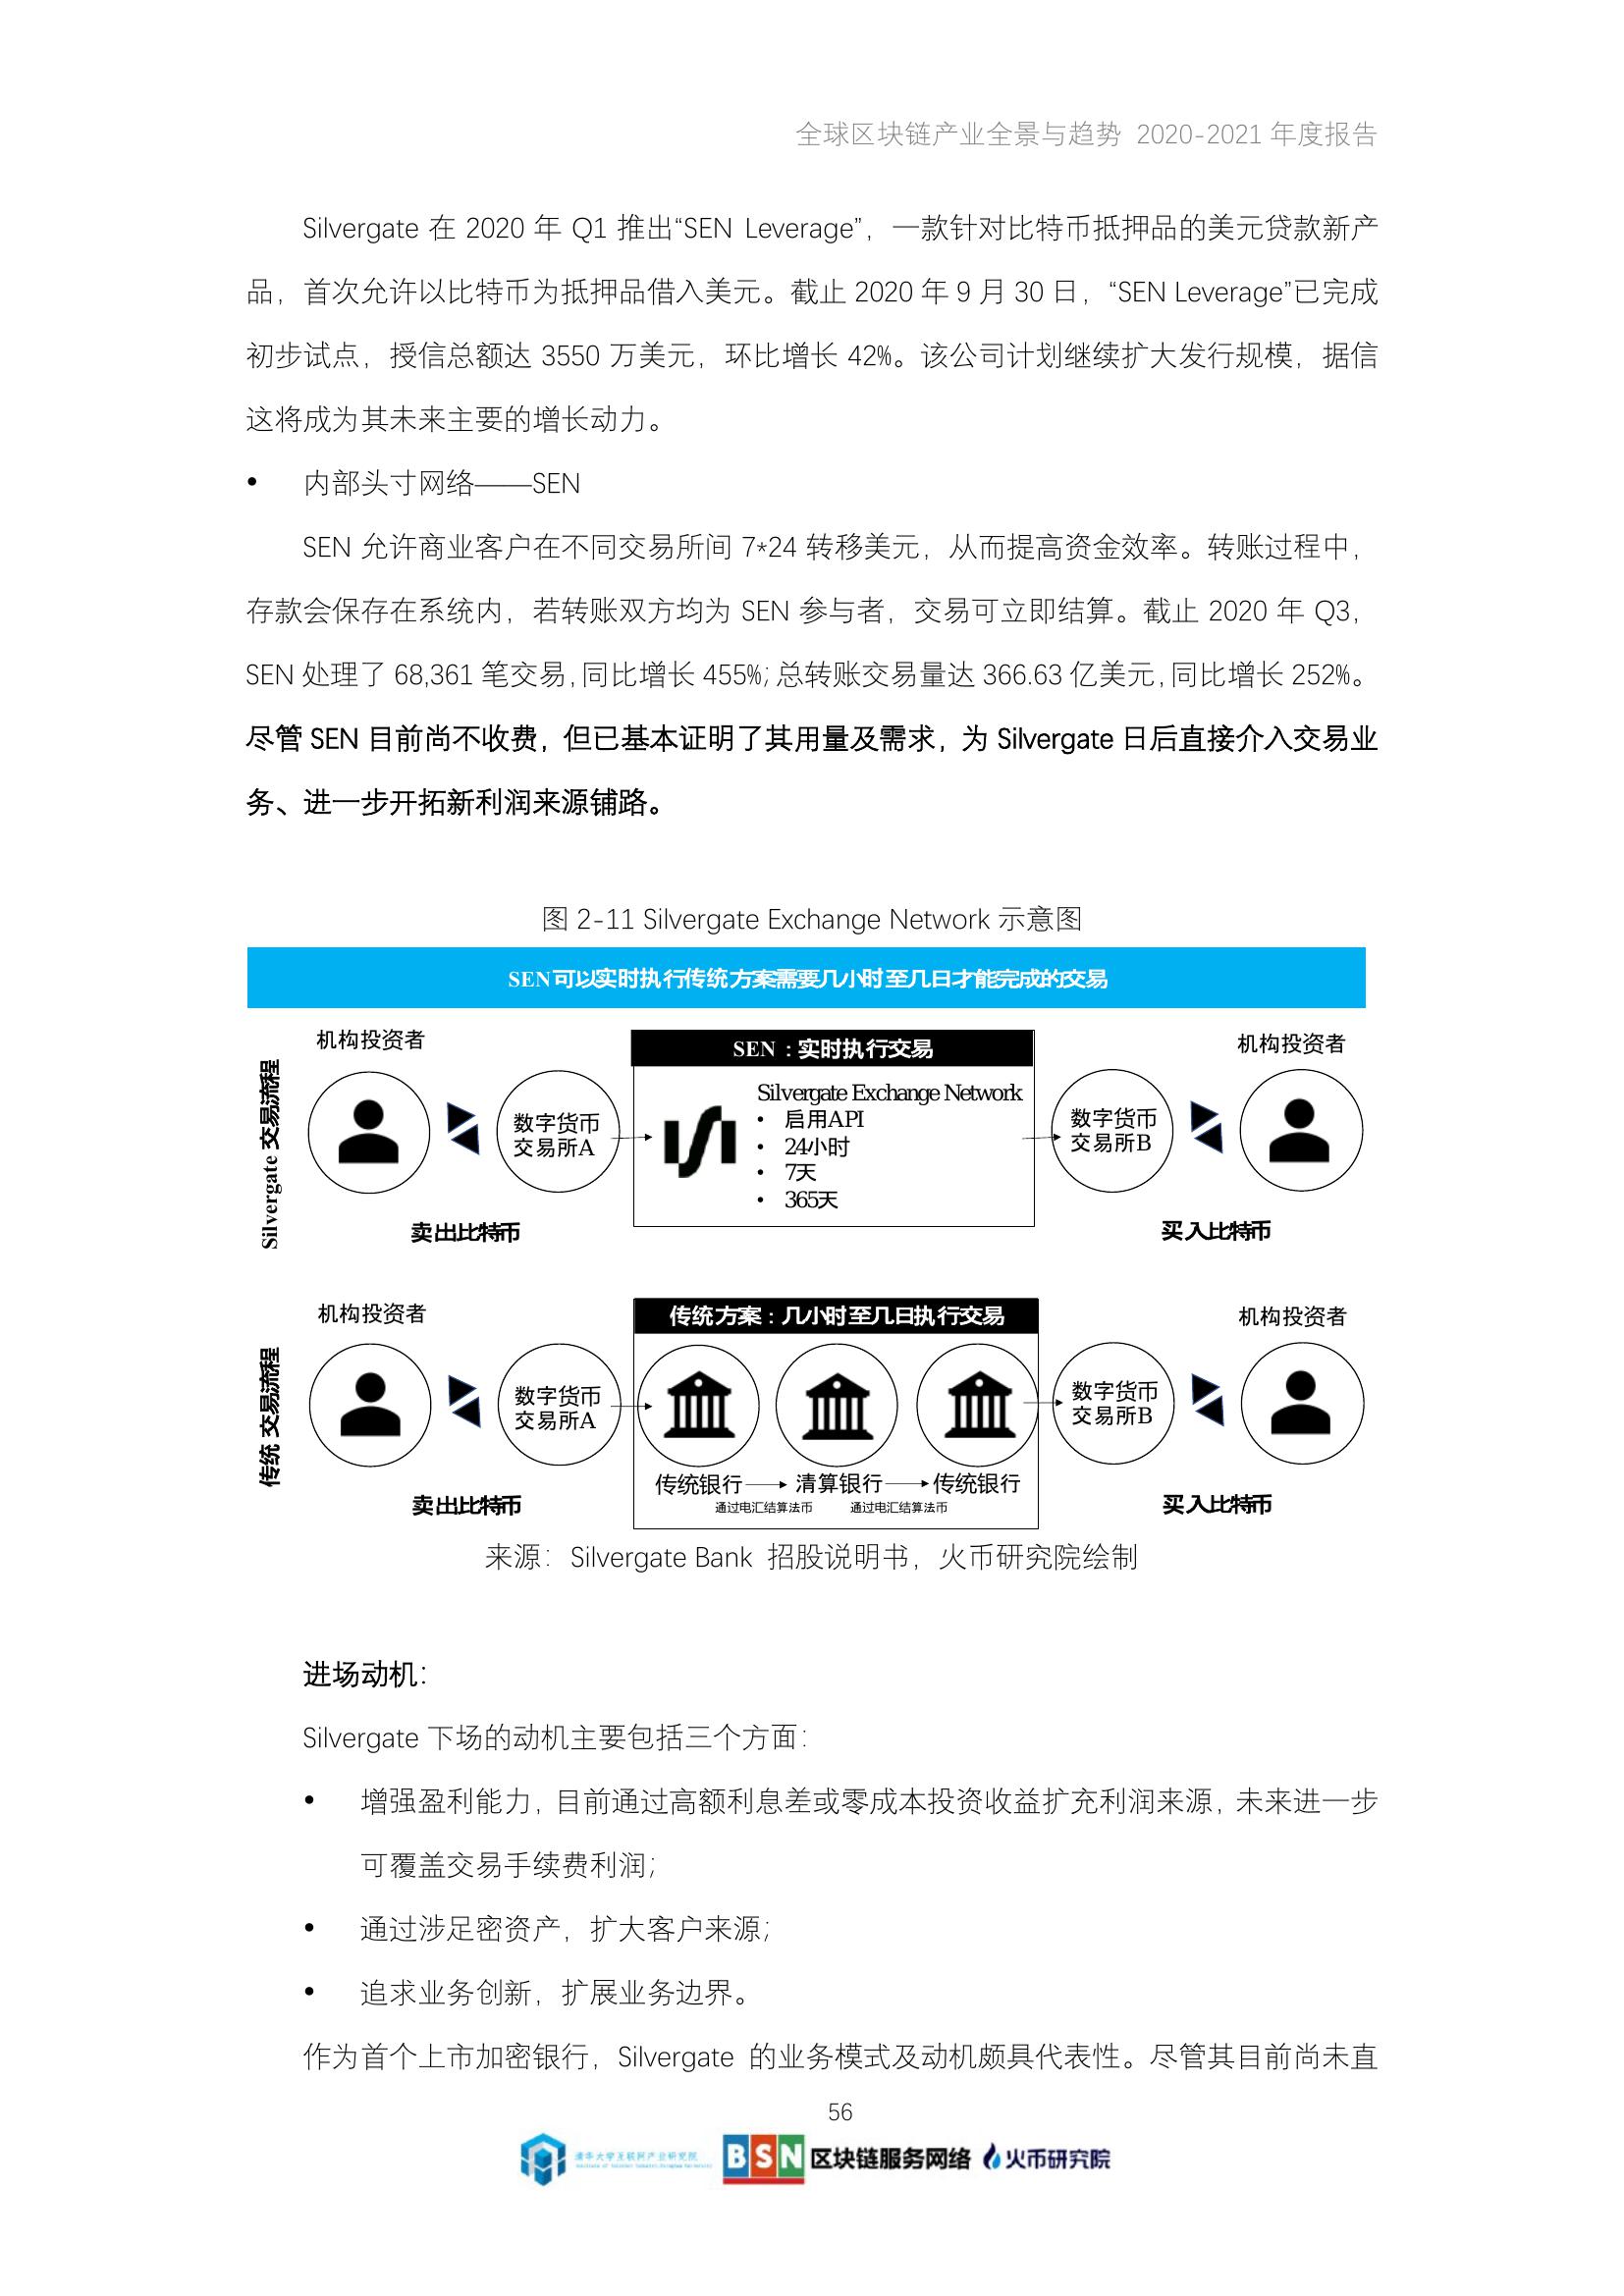 全球区块链产业全景与趋势 2020-2021 年度报告
Silvergate 在 2020 年 Q1 推出“SEN Leverage”，一款针对比特币抵押品的美元贷款新产
品，首次允许以比特币为抵押品借入美元。截止 2020 年 9 月 30 日，“SEN Leverage”已完成
初步试点，授信总额达 3550 万美元，环比增长 42%。该公司计划继续扩大发行规模，据信
这将成为其未来主要的增长动力。
• 内部头寸网络——SEN
SEN 允许商业客户在不同交易所间 7*24 转移美元，从而提高资金效率。转账过程中，
存款会保存在系统内，若转账双方均为 SEN 参与者，交易可立即结算。截止 2020 年 Q3，
SEN 处理了 68,361 笔交易,同比增长 455%;总转账交易量达 366.63 亿美元,同比增长 252%。
尽管 SEN 目前尚不收费，但已基本证明了其用量及需求，为 Silvergate 日后直接介入交易业
务、进一步开拓新利润来源铺路。
图 2-11 Silvergate Exchange Network 示意图
SEN可以实时执行传统方案需要几小时至几日才能完成的交易
Silvergate 交易流程
机构投资者
数字货币
交易所A
卖出比特币
SEN：实时执行交易
Silvergate Exchange Network
• 启用API
• 24小时
• 7天
• 365天
数字货币
交易所B
机构投资者
买入比特币
传统 交易流程
机构投资者
数字货币
交易所A
卖出比特币
传统方案：几小时至几日执行交易
传统银行 清算银行 传统银行
通过电汇结算法币 通过电汇结算法币
数字货币
交易所B
机构投资者
买入比特币
来源：Silvergate Bank 招股说明书，火币研究院绘制
进场动机：
Silvergate 下场的动机主要包括三个方面：
• 增强盈利能力，目前通过高额利息差或零成本投资收益扩充利润来源，未来进一步
可覆盖交易手续费利润；
• 通过涉足密资产，扩大客户来源；
• 追求业务创新，扩展业务边界。
作为首个上市加密银行，Silvergate 的业务模式及动机颇具代表性。尽管其目前尚未直
56
清华大学互联网产业研究院
BSN 区块链服务网络 火币研究院